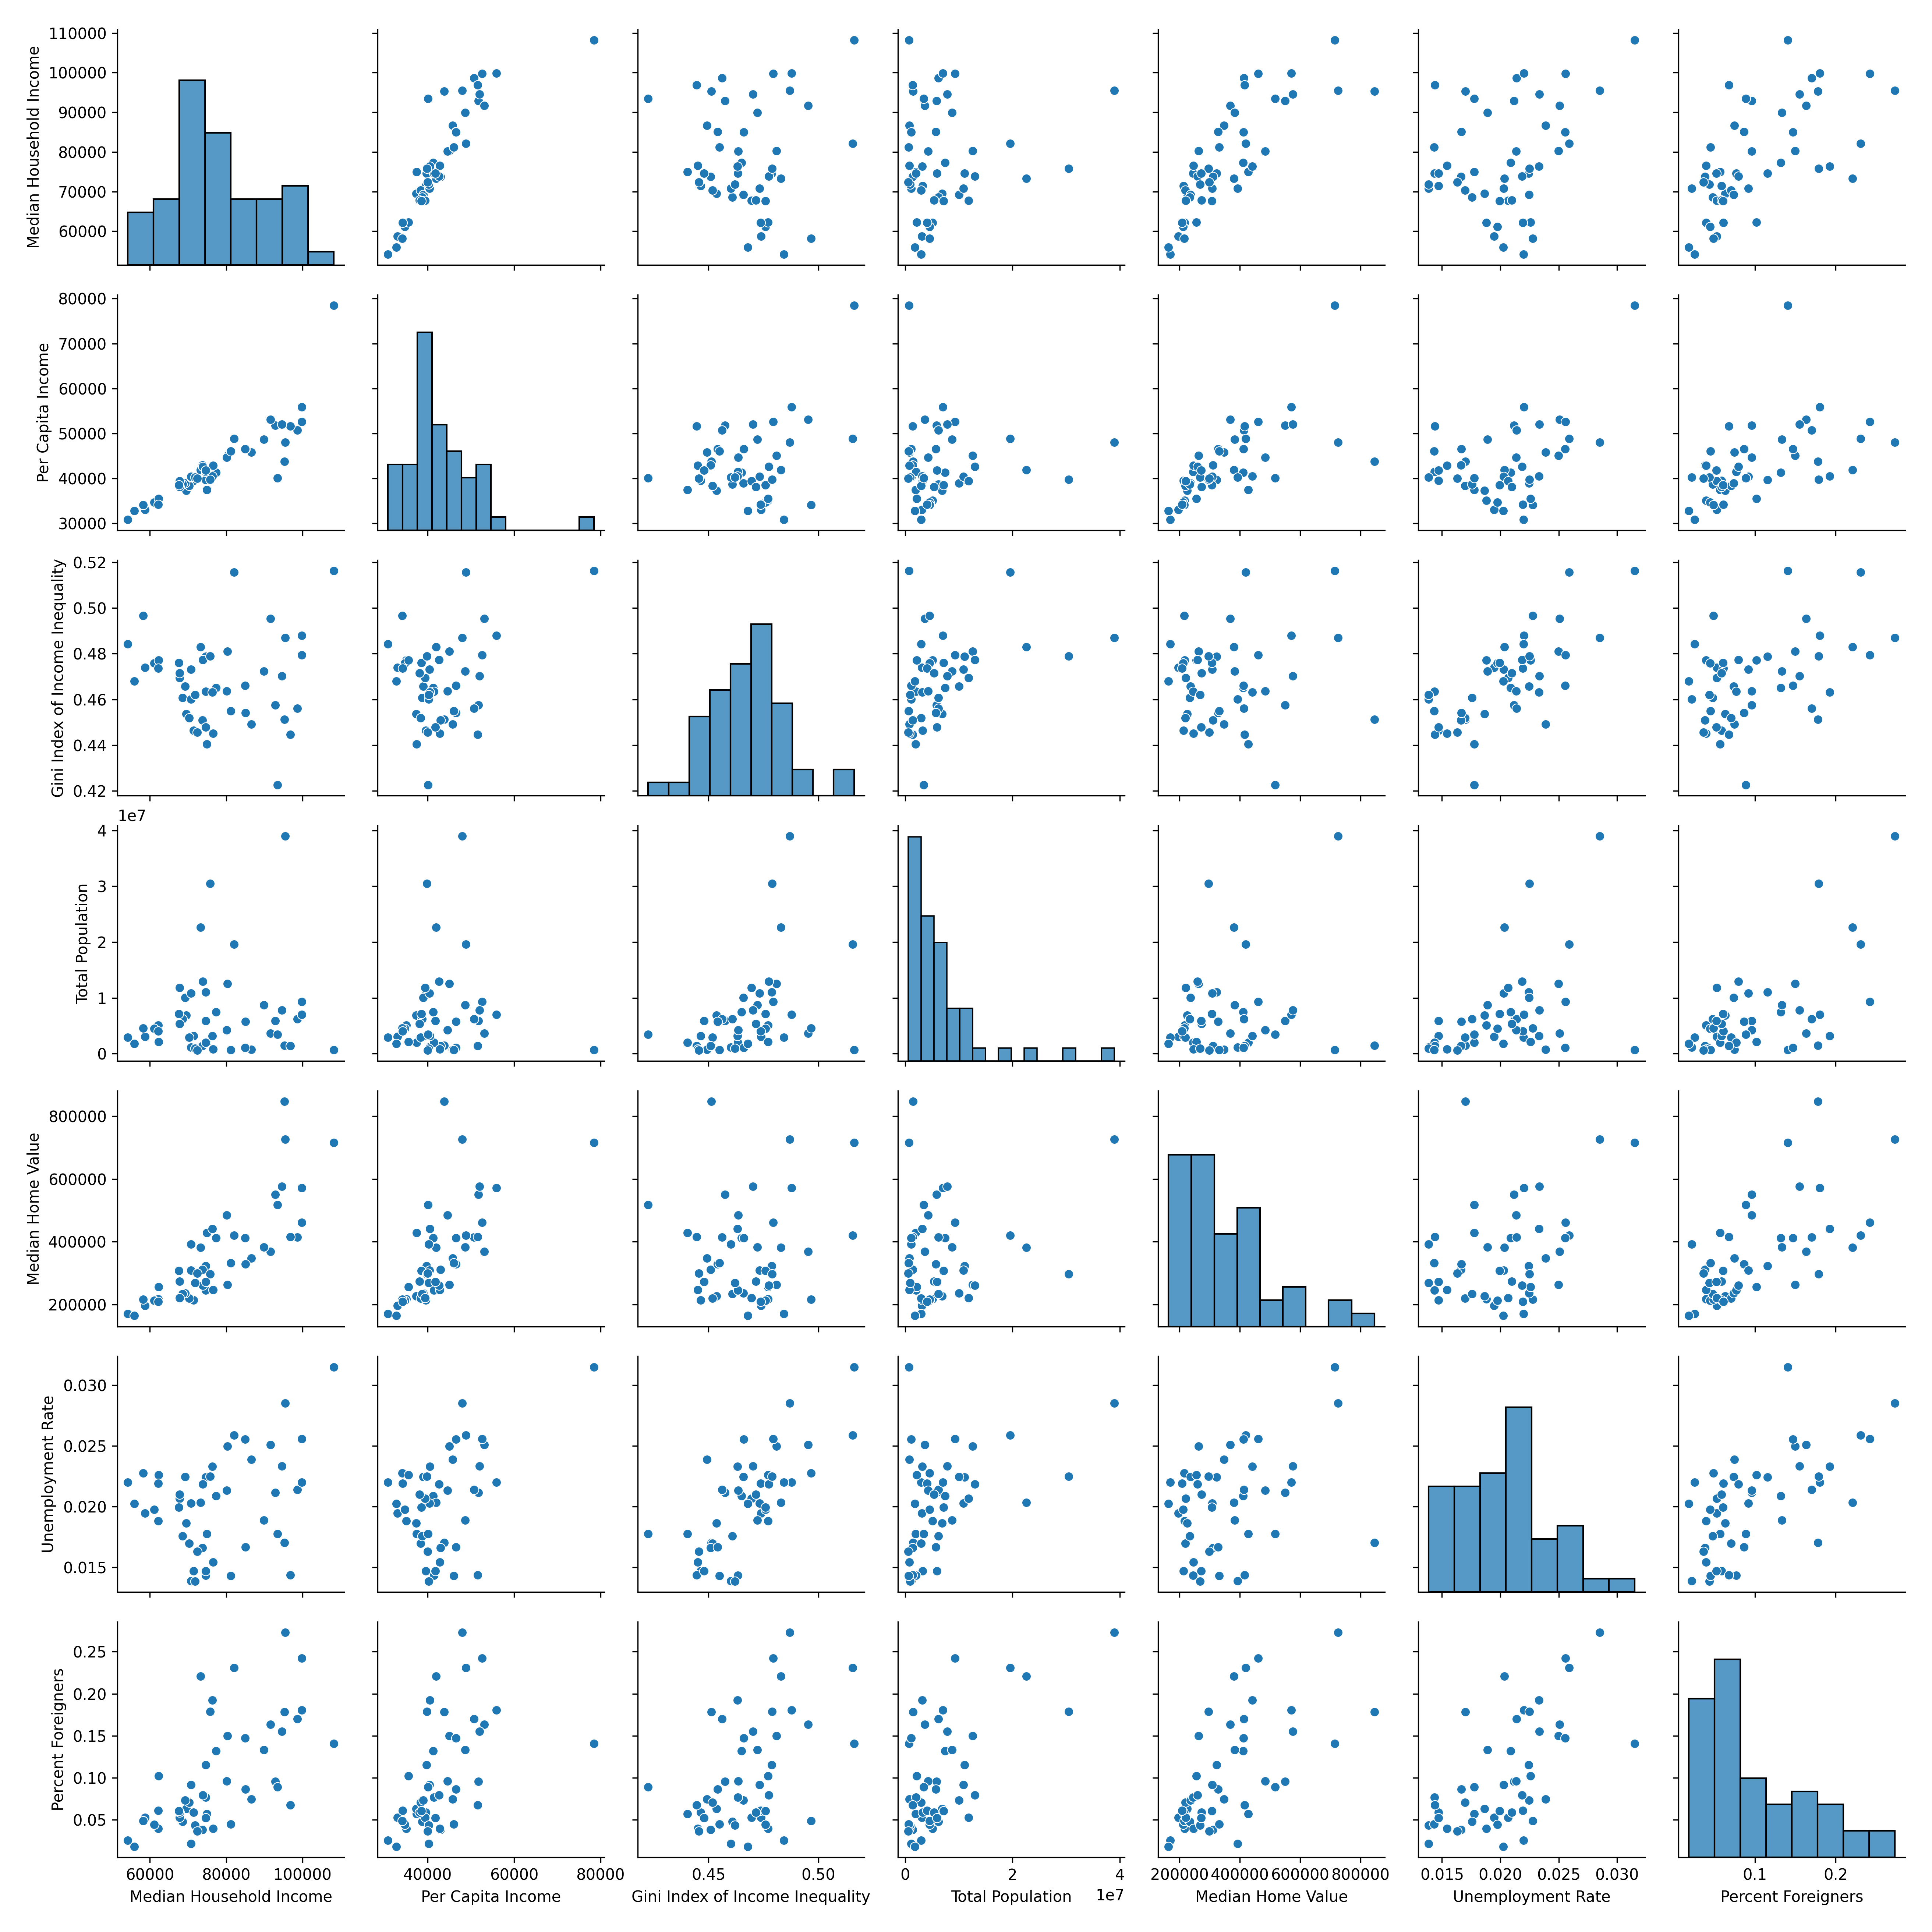 110000
100000
90000
80000
70000
60000
Median Household Income
80000
70000
60000
50000
40000
30000
Per Capita Income
0.52
0.50
0.48
0.46
0.44
0.42
Gini Index of Income Inequality
1e7
4
3
2
1
0
Total Population
800000
600000
400000
200000
Median Home Value
0.030
0.025
0.020
0.015
Unemployment Rate
0.25
0.20
0.15
0.10
0.05
Percent Foreigners
60000 80000 100000
Median Household Income
40000 60000 80000
Per Capita Income
0.45 0.50
Gini Index of Income Inequality
0 2 4
1e7
Total Population
200000 400000 600000 800000
Median Home Value
0.015 0.020 0.025 0.030
Unemployment Rate
0.1 0.2
Percent Foreigners